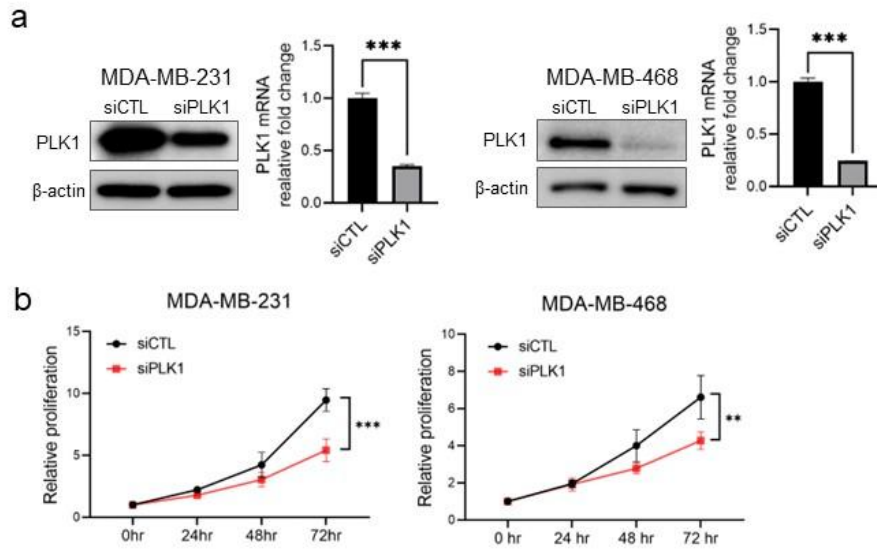 a
MDA-MB-231
siCTL siPLK1
PLK1
β-actin
PLK1 mRNA
realative fold change
1.5
1.0
0.5
0.0
***
siCTL
siPLK1
MDA-MB-468
siCTL siPLK1
PLK1
β-actin
PLK1 mRNA
realative fold change
1.5
1.0
0.5
0.0
***
siCTL
siPLK1
b
MDA-MB-231
Relative proliferation
15
10
5
0
siCTL
siPLK1
***
0hr 24hr 48hr 72hr
MDA-MB-468
Relative proliferation
10
8
6
4
2
0
siCTL
siPLK1
**
0 hr 24 hr 48 hr 72 hr